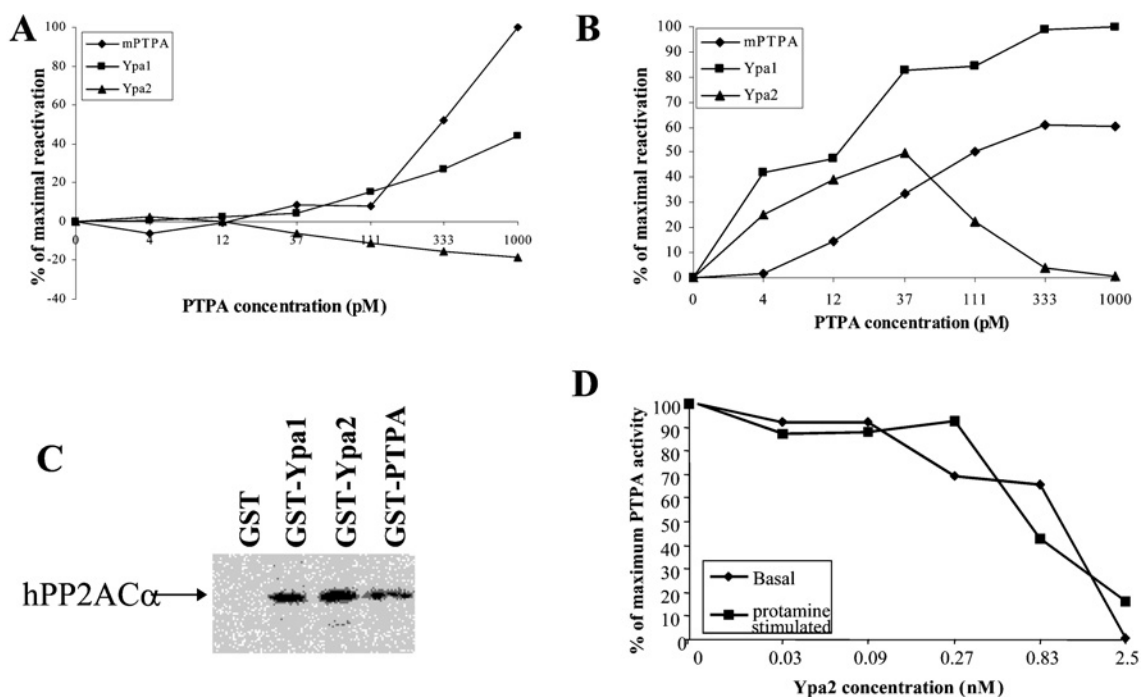 A
100
80
60
40
20
0
-20
-40
% of maximal reactivation
mPTPA
Ypa1
Ypa2
0 4 12 37 111 333 1000
PTPA concentration (pM)
B
100
90
80
70
60
50
40
30
20
10
0
% of maximal reactivation
mPTPA
Ypa1
Ypa2
0 4 12 37 111 333 1000
PTPA concentration (pM)
C
GST
GST-Ypa1
GST-Ypa2
GST-PTPA
hPP2ACα
D
100
90
80
70
60
50
40
30
20
10
0
% of maximum PTPA activity
Basal
protamine
stimulated
0 0.03 0.09 0.27 0.83 2.5
Ypa2 concentration (nM)